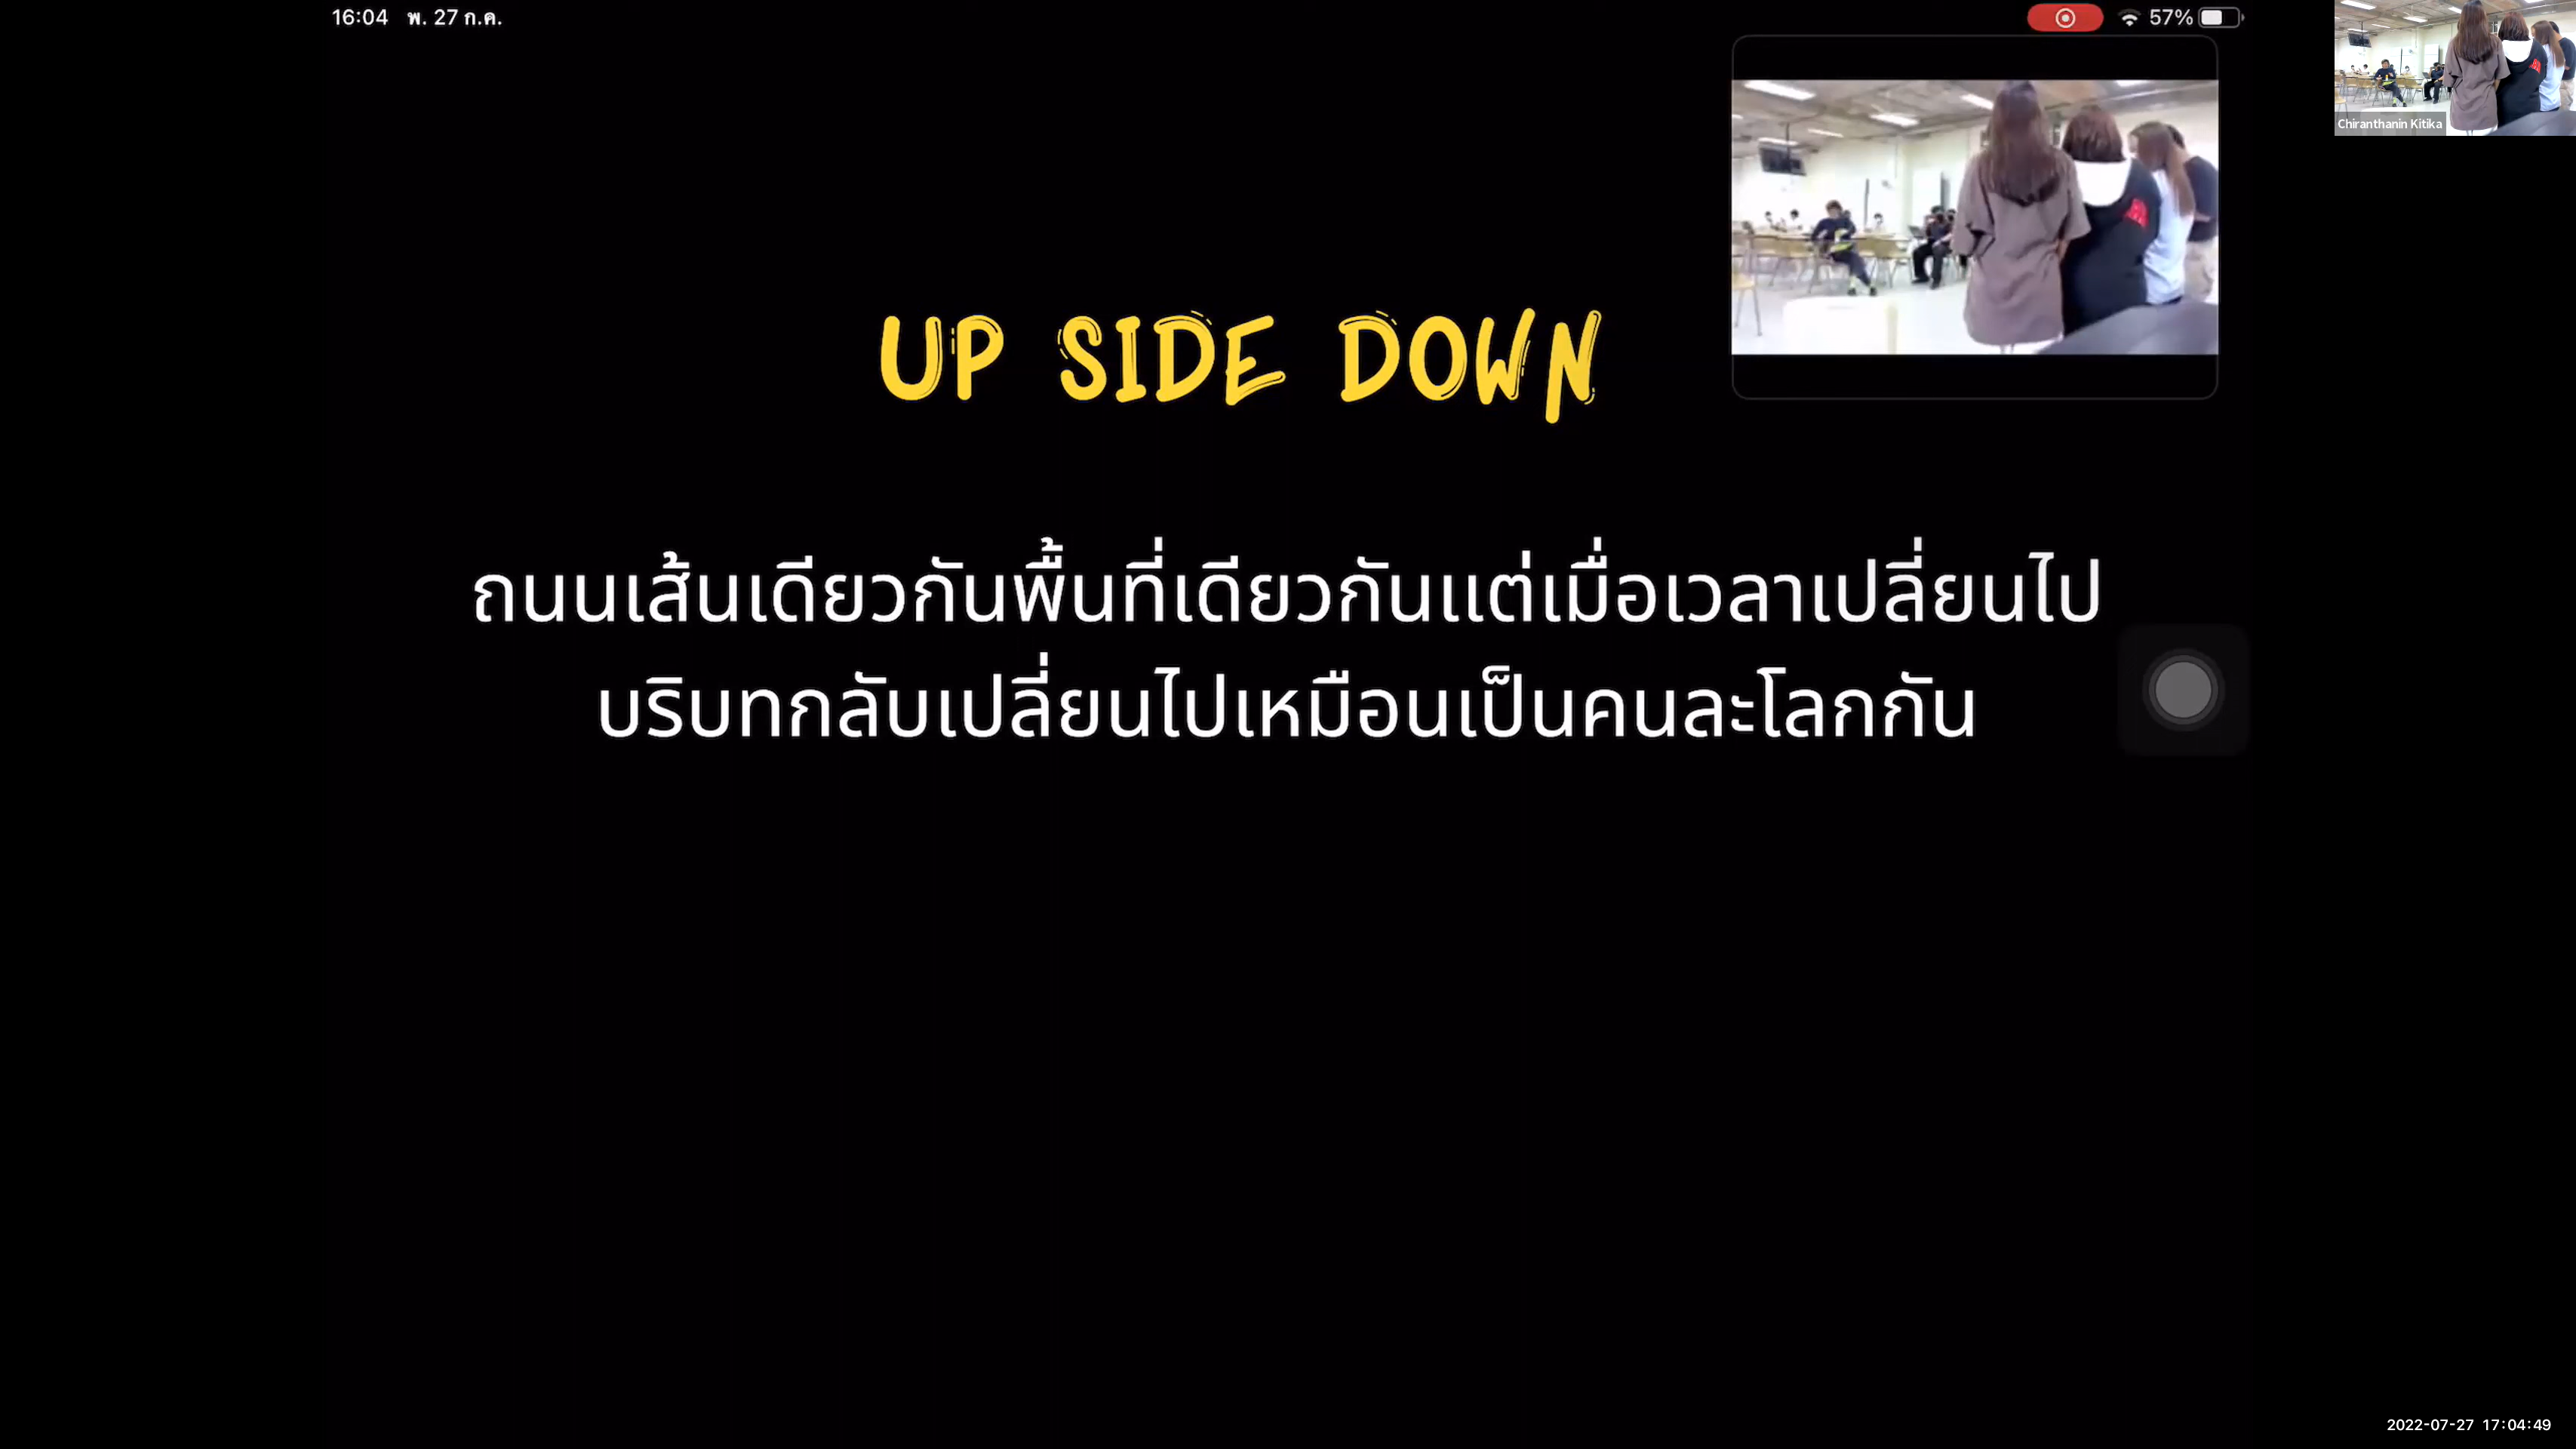 16:04 พ. 27 ก.ค.
57%
Chiranthanin Kitika
UP SIDE DOWN
ถนนเส้นเดียวกันพื้นที่เดียวกันแต่เมื่อเวลาเปลี่ยนไป
บริบทกลับเปลี่ยนไปเหมือนเป็นคนละโลกกัน
2022-07-27 17:04:49